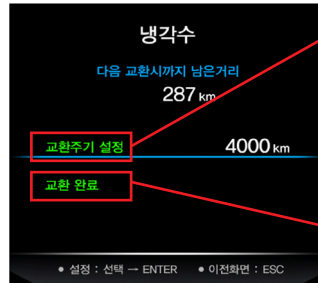 냉각수
다음 교환시까지 남은거리
287 km
교환주기 설정 4000 km
교환 완료
● 설정 : 선택 → ENTER ● 이전화면 : ESC